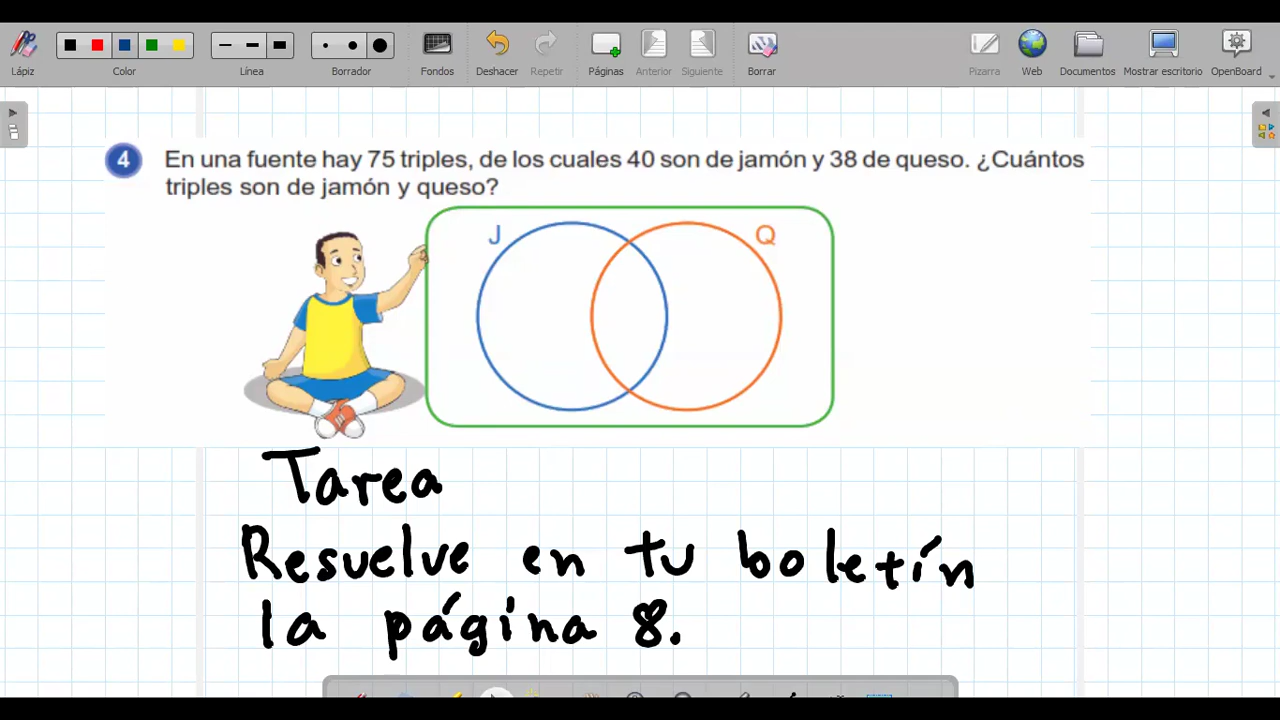 Lápiz
Color
Línea
Borrador
Fondos
Deshacer
Repetir
Páginas
Anterior
Siguiente
Borrar
Pizarra
Web
Documentos
Mostrar escritorio
OpenBoard
4
En una fuente hay 75 triples, de los cuales 40 son de jamón y 38 de queso. ¿Cuántos
triples son de jamón y queso?
J
Q
Tarea
Resuelve en tu boletín
la página 8.